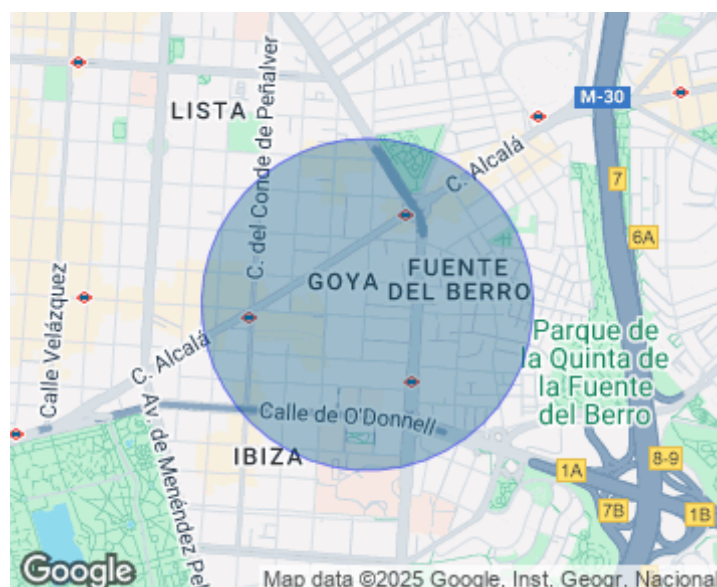 LISTA
C. del Conde de Peñalver
M-30
C. Alcalá
7
6A
GOYA
FUENTE
DEL BERRO
Calle Velázquez
C. Alcalá
Parque de
la Quinta de
la Fuente
del Berro
C. Av. de Menéndez Pel
Calle de O'Donnell
IBIZA
1A
8-9
7B
1B
Google
Map data ©2025 Google, Inst. Geogr. Nacional